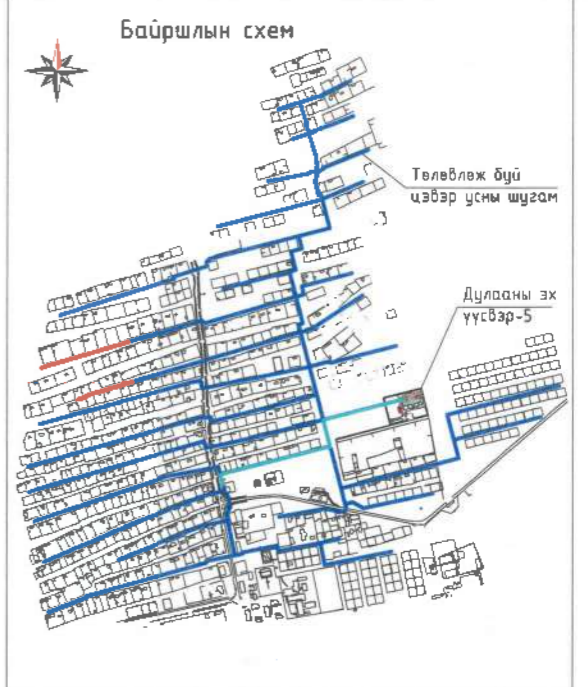 Байршлын схем
Төлөвлөж буй
цэвэр усны шугам
Дулааны эх
үүсвэр-5